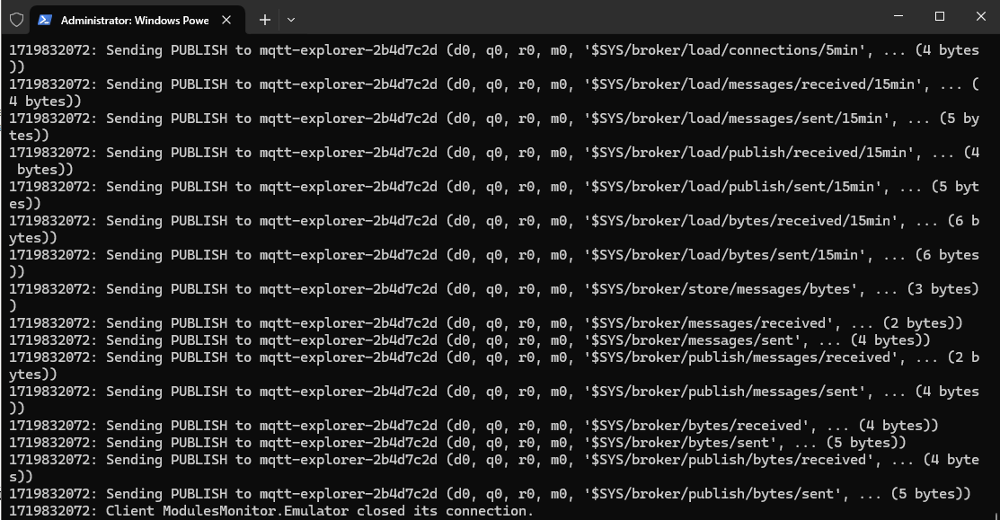 Administrator: Windows Powe
1719832072: Sending PUBLISH to mqtt-explorer-2b4d7c2d (d0, q0, r0, m0, '$SYS/broker/load/connections/5min', ... (4 bytes
))
1719832072: Sending PUBLISH to mqtt-explorer-2b4d7c2d (d0, q0, r0, m0, '$SYS/broker/load/messages/received/15min', ... (
4 bytes))
1719832072: Sending PUBLISH to mqtt-explorer-2b4d7c2d (d0, q0, r0, m0, '$SYS/broker/load/messages/sent/15min', ... (5 by
tes))
1719832072: Sending PUBLISH to mqtt-explorer-2b4d7c2d (d0, q0, r0, m0, '$SYS/broker/load/publish/received/15min', ... (4
 bytes))
1719832072: Sending PUBLISH to mqtt-explorer-2b4d7c2d (d0, q0, r0, m0, '$SYS/broker/load/publish/sent/15min', ... (5 byt
es))
1719832072: Sending PUBLISH to mqtt-explorer-2b4d7c2d (d0, q0, r0, m0, '$SYS/broker/load/bytes/received/15min', ... (6 b
ytes))
1719832072: Sending PUBLISH to mqtt-explorer-2b4d7c2d (d0, q0, r0, m0, '$SYS/broker/load/bytes/sent/15min', ... (6 bytes
))
1719832072: Sending PUBLISH to mqtt-explorer-2b4d7c2d (d0, q0, r0, m0, '$SYS/broker/store/messages/bytes', ... (3 bytes)
)
1719832072: Sending PUBLISH to mqtt-explorer-2b4d7c2d (d0, q0, r0, m0, '$SYS/broker/messages/received', ... (2 bytes))
1719832072: Sending PUBLISH to mqtt-explorer-2b4d7c2d (d0, q0, r0, m0, '$SYS/broker/messages/sent', ... (4 bytes))
1719832072: Sending PUBLISH to mqtt-explorer-2b4d7c2d (d0, q0, r0, m0, '$SYS/broker/publish/messages/received', ... (2 b
ytes))
1719832072: Sending PUBLISH to mqtt-explorer-2b4d7c2d (d0, q0, r0, m0, '$SYS/broker/publish/messages/sent', ... (4 bytes
))
1719832072: Sending PUBLISH to mqtt-explorer-2b4d7c2d (d0, q0, r0, m0, '$SYS/broker/bytes/received', ... (4 bytes))
1719832072: Sending PUBLISH to mqtt-explorer-2b4d7c2d (d0, q0, r0, m0, '$SYS/broker/bytes/sent', ... (5 bytes))
1719832072: Sending PUBLISH to mqtt-explorer-2b4d7c2d (d0, q0, r0, m0, '$SYS/broker/publish/bytes/received', ... (4 byte
s))
1719832072: Sending PUBLISH to mqtt-explorer-2b4d7c2d (d0, q0, r0, m0, '$SYS/broker/publish/bytes/sent', ... (5 bytes))
1719832072: Client ModulesMonitor.Emulator closed its connection.